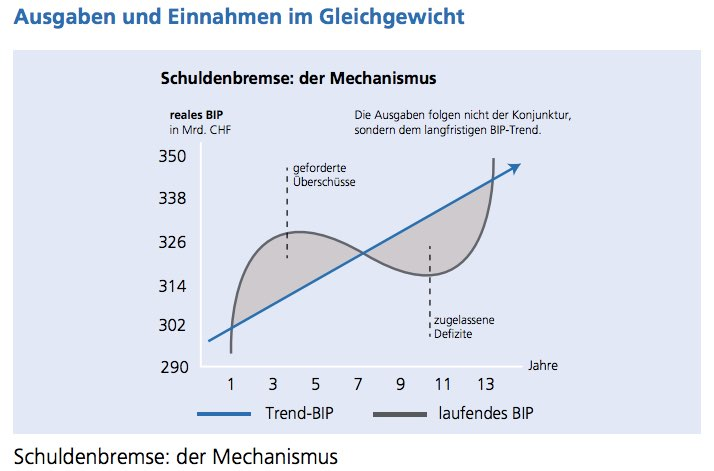 Ausgaben und Einnahmen im Gleichgewicht
Schuldenbremse: der Mechanismus
reales BIP
in Mrd. CHF
Die Ausgaben folgen nicht der Konjunktur,
sondern dem langfristigen BIP-Trend.
350
338
326
314
302
290
geforderte
Überschüsse
zugelassene
Defizite
Jahre
1 3 5 7 9 11 13
Trend-BIP laufendes BIP
Schuldenbremse: der Mechanismus